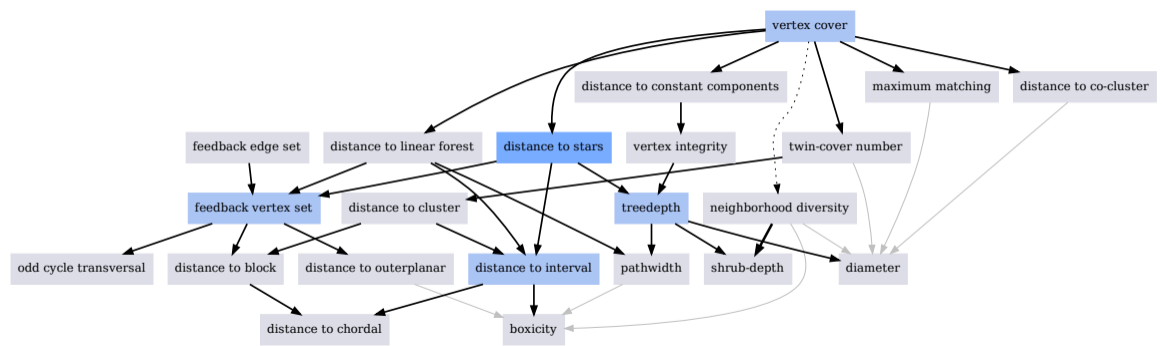 vertex cover
distance to constant components
maximum matching
distance to co-cluster
feedback edge set
distance to linear forest
distance to stars
vertex integrity
twin-cover number
feedback vertex set
distance to cluster
treedepth
neighborhood diversity
odd cycle transversal
distance to block
distance to outerplanar
distance to interval
pathwidth
shrub-depth
diameter
distance to chordal
boxicity